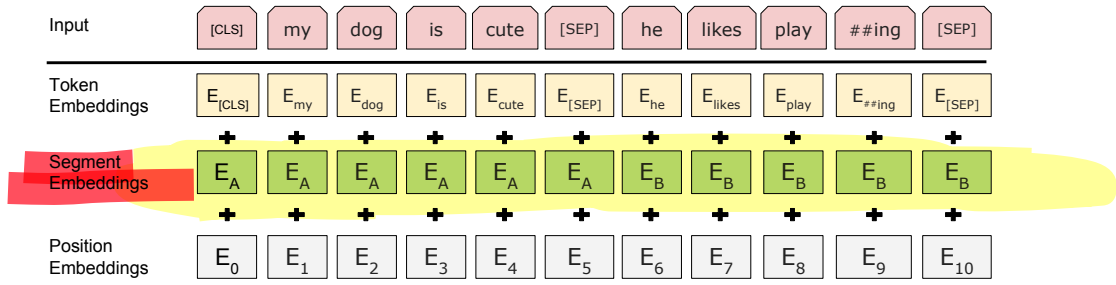 Input [CLS] my dog is cute [SEP] he likes play ##ing [SEP]
Token Embeddings E[CLS] Emy Edog Eis Ecute E[SEP] Ehe Elikes Eplay E##ing E[SEP]
+ + + + + + + + + + +
Segment Embeddings EA EA EA EA EA EA EB EB EB EB EB
+ + + + + + + + + + +
Position Embeddings E0 E1 E2 E3 E4 E5 E6 E7 E8 E9 E10